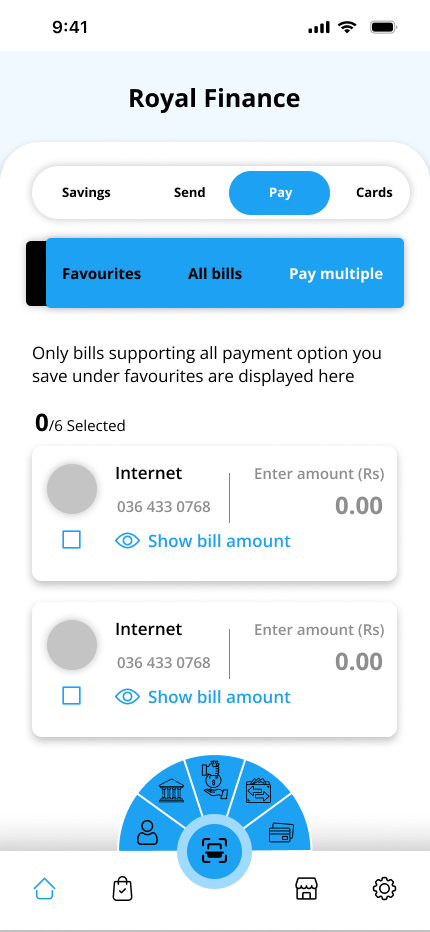 9:41
Royal Finance
Savings Send Pay Cards
Favourites All bills Pay multiple
Only bills supporting all payment option you
save under favourites are displayed here
0/6 Selected
Internet Enter amount (Rs)
036 433 0768 0.00
Show bill amount
Internet Enter amount (Rs)
036 433 0768 0.00
Show bill amount